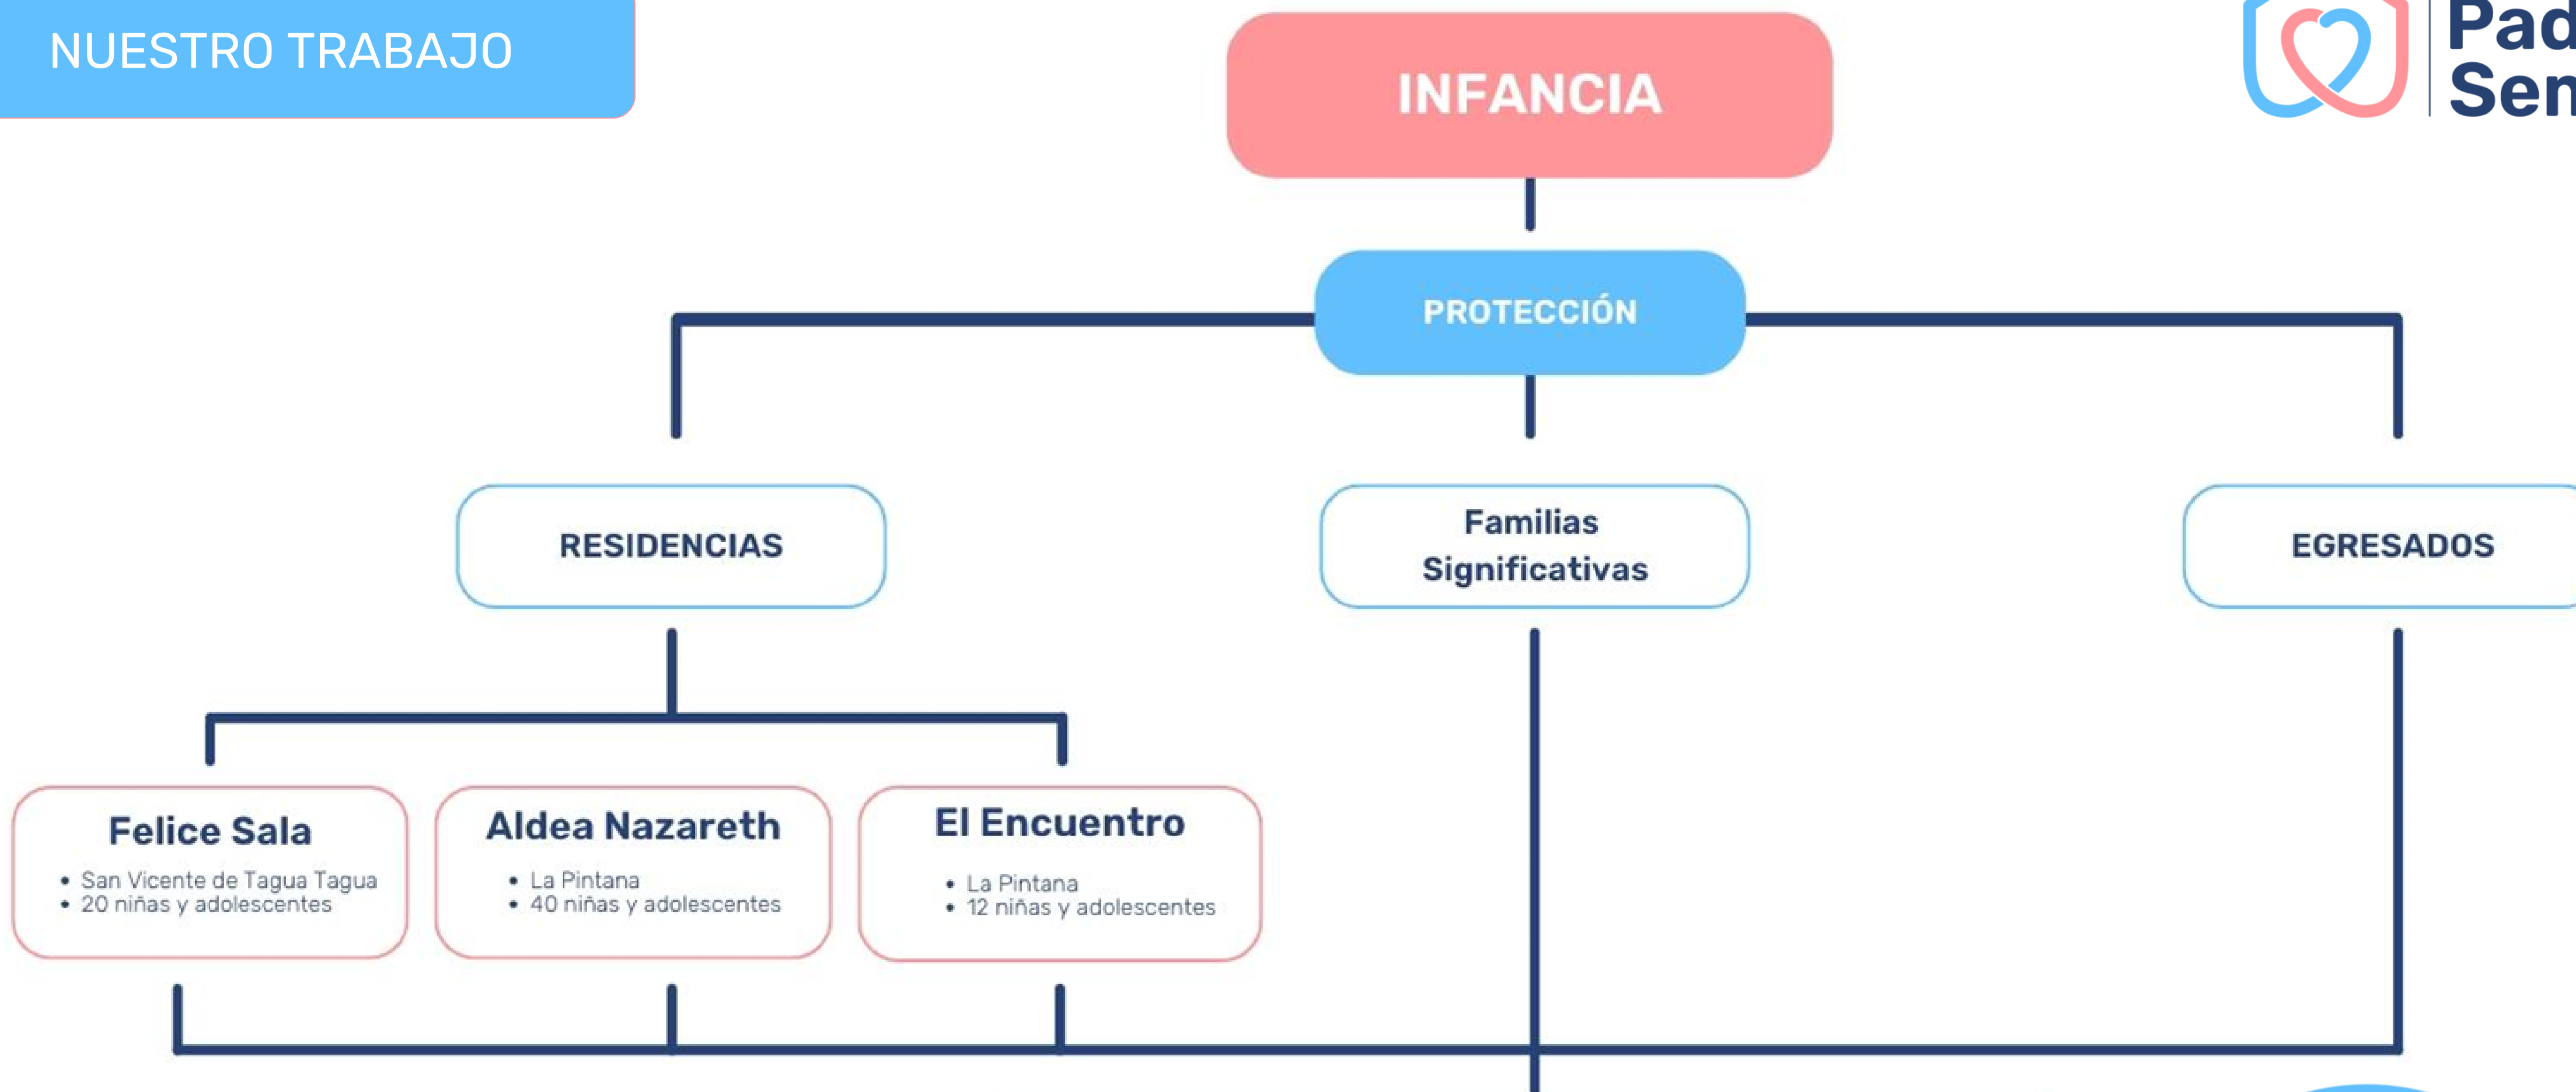 NUESTRO TRABAJO
INFANCIA
PROTECCIÓN
RESIDENCIAS
Familias
Significativas
EGRESADOS
Felice Sala
• San Vicente de Tagua Tagua
• 20 niñas y adolescentes
Aldea Nazareth
• La Pintana
• 40 niñas y adolescentes
El Encuentro
• La Pintana
• 12 niñas y adolescentes